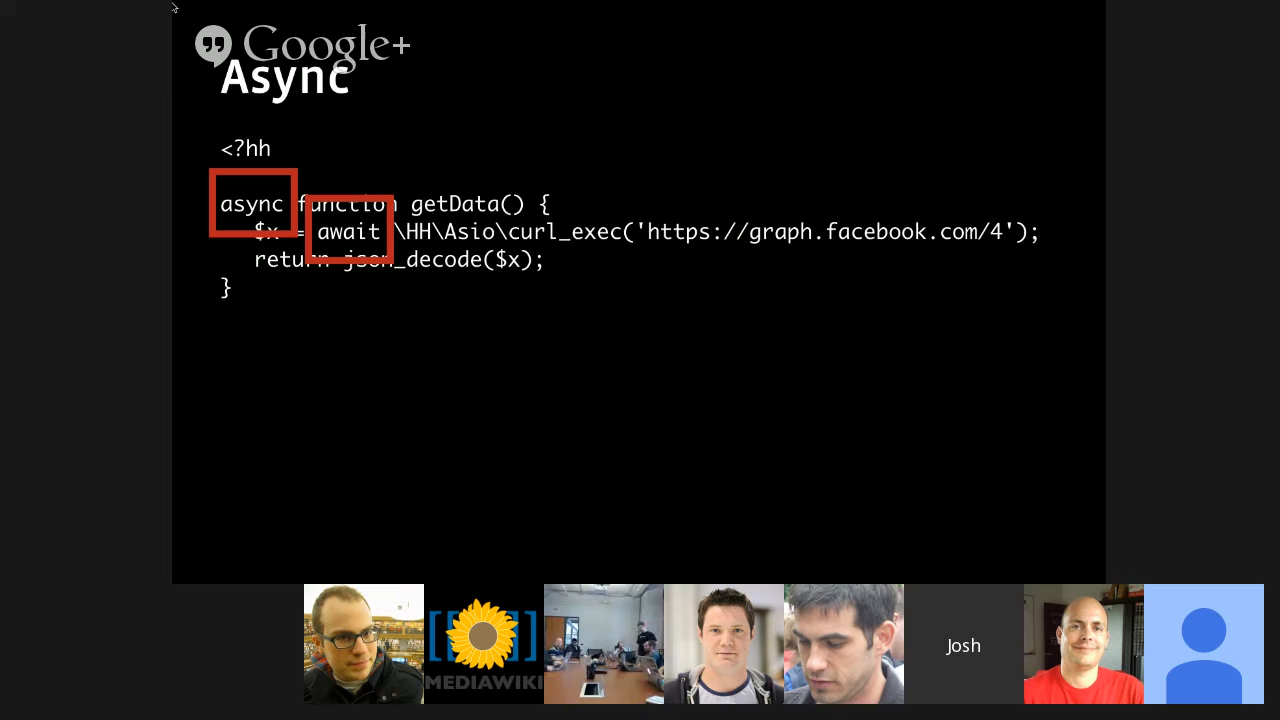 Google+
Async
<?hh
async function getData() {
$x = await \HH\Asio\curl_exec('https://graph.facebook.com/4');
return json_decode($x);
}
MEDIAWIKI
Josh